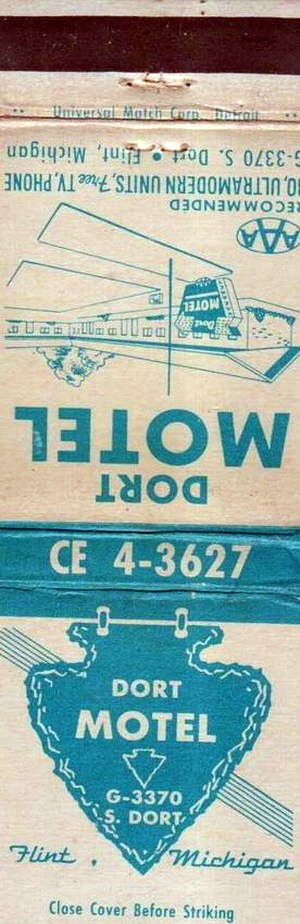 Universal Match Corp., Detroit
DORT
MOTEL
Dort
MOTEL
AAA
RECOMMENDED
ULTRAMODERN UNITS, Free TV, PHONE
G-3370 S. Dort • Flint, Michigan
CE 4-3627
DORT
MOTEL
G-3370
S. DORT
Flint, Michigan
Close Cover Before Striking